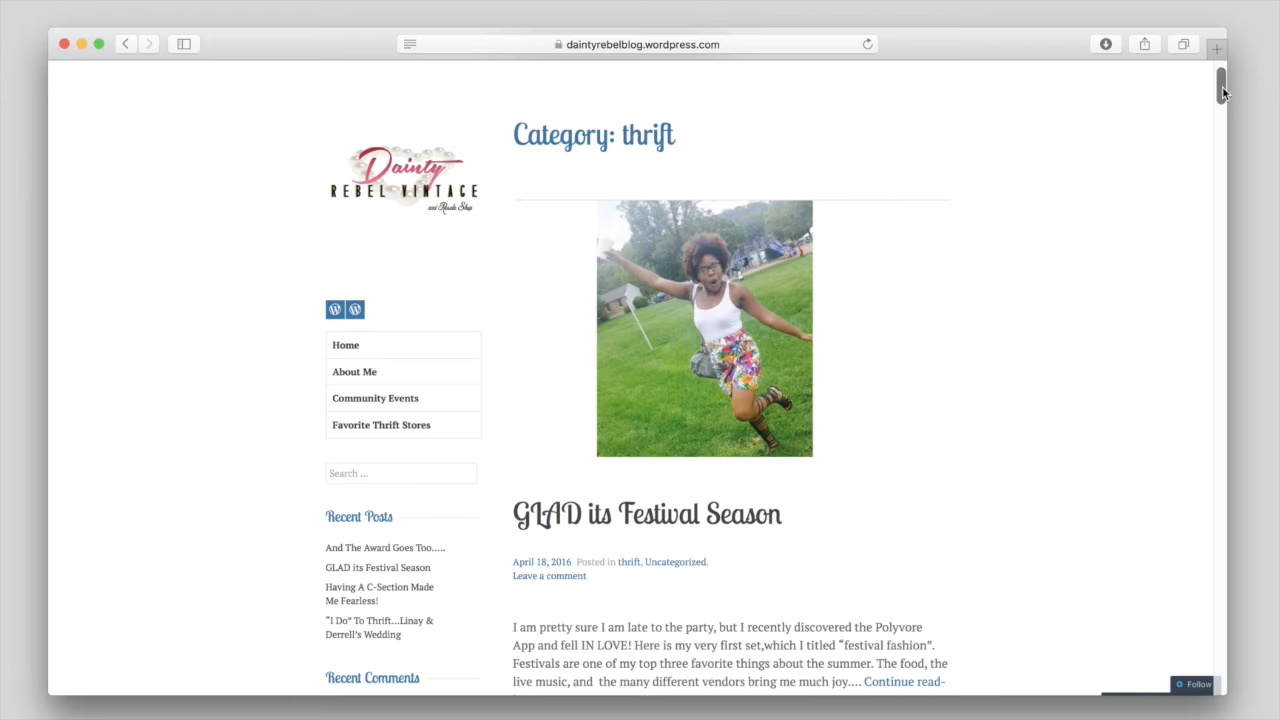 daintyrebelblog.wordpress.com
Category: thrift
Dainty
REBEL VINTAGE
and Resale Shop
Home
About Me
Community Events
Favorite Thrift Stores
Search ...
Recent Posts
And The Award Goes Too.....
GLAD its Festival Season
Having A C-Section Made
Me Fearless!
"I Do" To Thrift...Linay &
Derrell's Wedding
Recent Comments
GLAD its Festival Season
April 18, 2016 Posted in thrift, Uncategorized.
Leave a comment
I am pretty sure I am late to the party, but I recently discovered the Polyvore
App and fell IN LOVE! Here is my very first set,which I titled “festival fashion”.
Festivals are one of my top three favorite things about the summer. The food, the
live music, and the many different vendors bring me much joy.... Continue read-
Follow